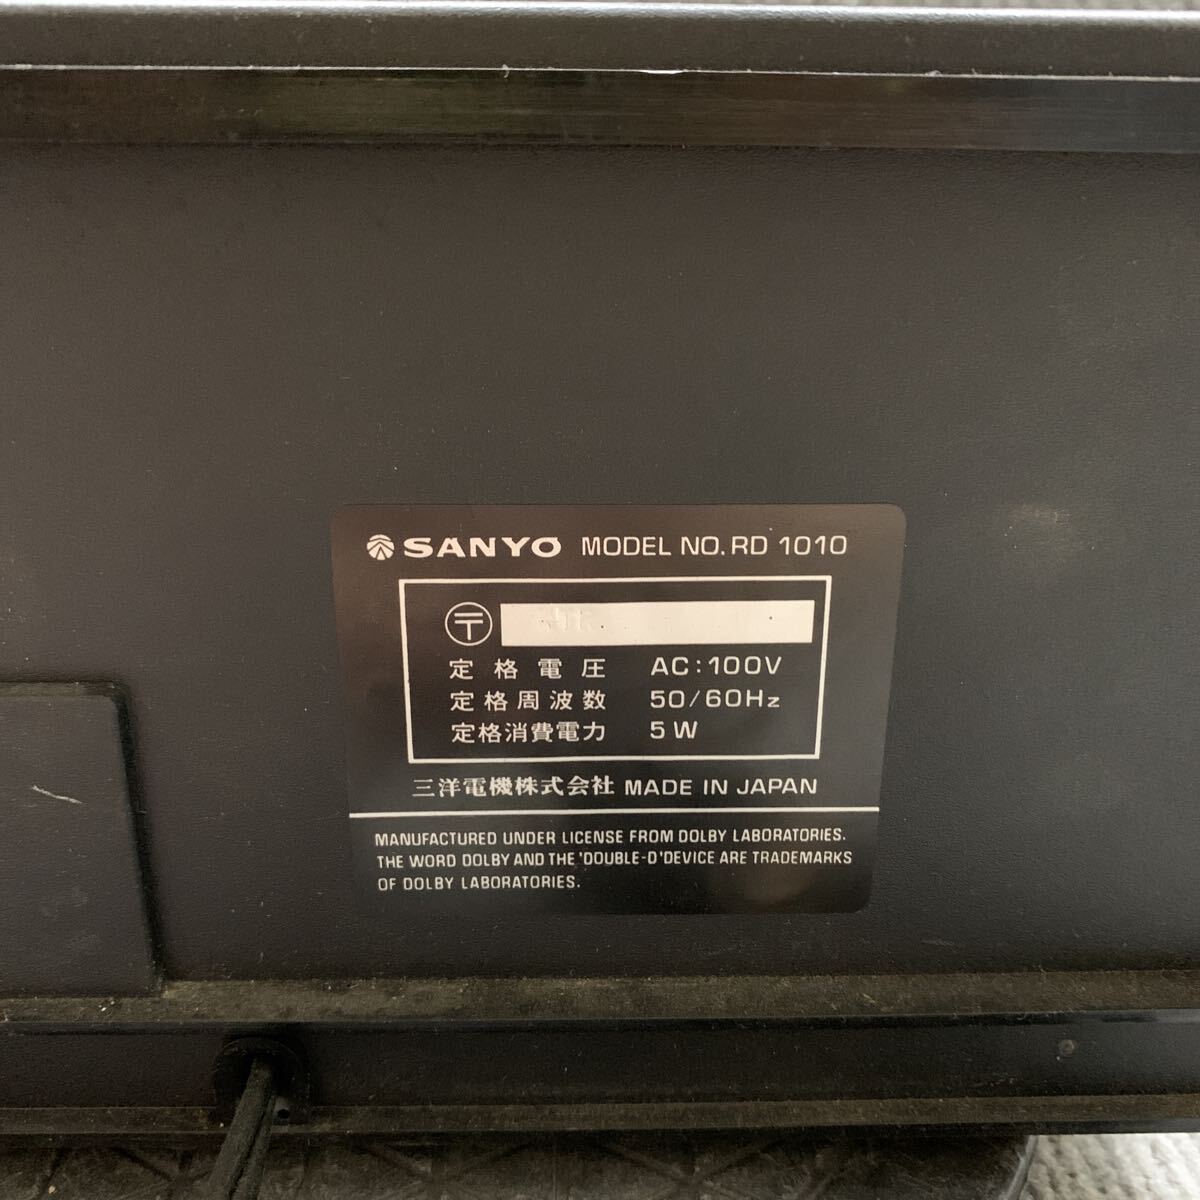 SANYO MODEL NO. RD 1010
〒
定格電圧 AC:100V
定格周波数 50/60Hz
定格消費電力 5W
三洋電機株式会社 MADE IN JAPAN
MANUFACTURED UNDER LICENSE FROM DOLBY LABORATORIES.
THE WORD DOLBY AND THE 'DOUBLE-D' DEVICE ARE TRADEMARKS
OF DOLBY LABORATORIES.